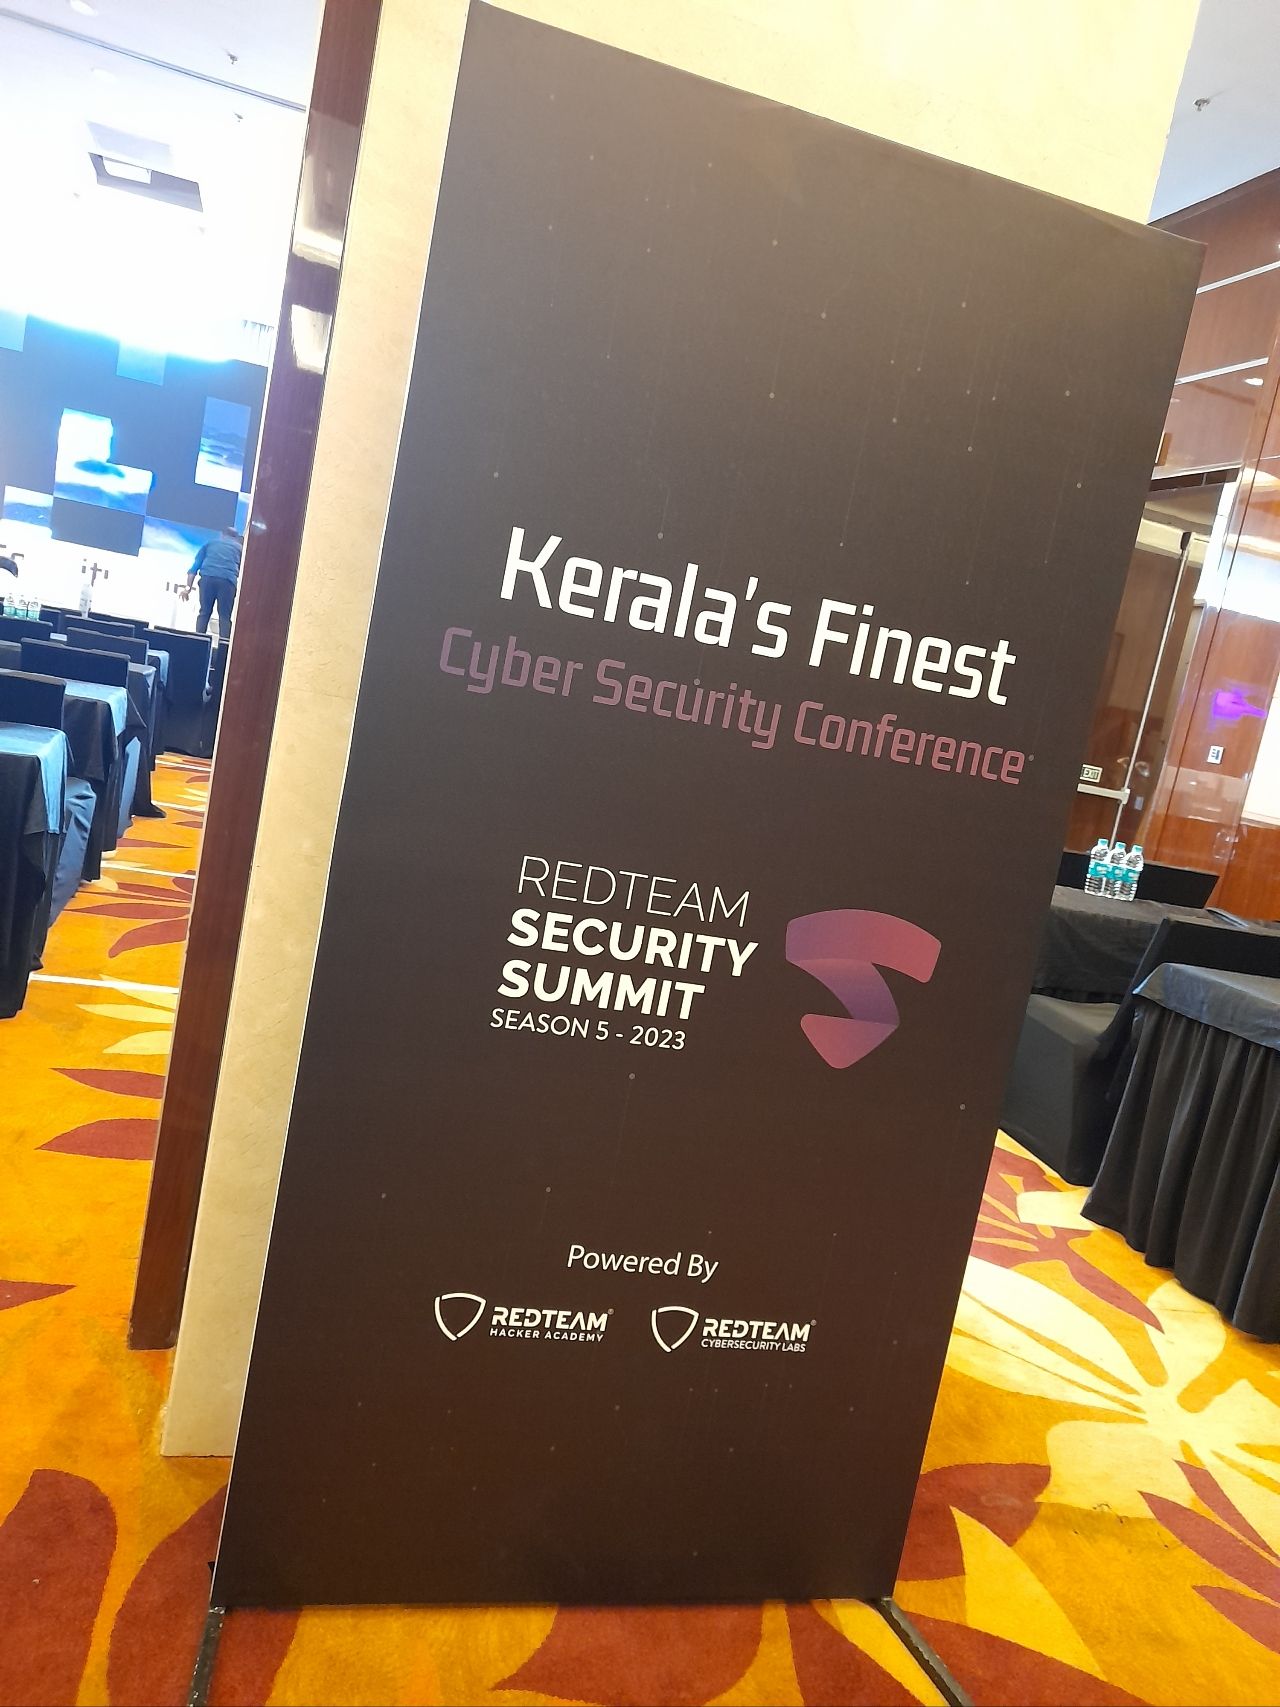 Kerala's Finest
Cyber Security Conference
REDTEAM
SECURITY
SUMMIT
SEASON 5 - 2023
Powered By
REDTEAM®
HACKER ACADEMY
REDTEAM®
CYBERSECURITY LABS
EXIT